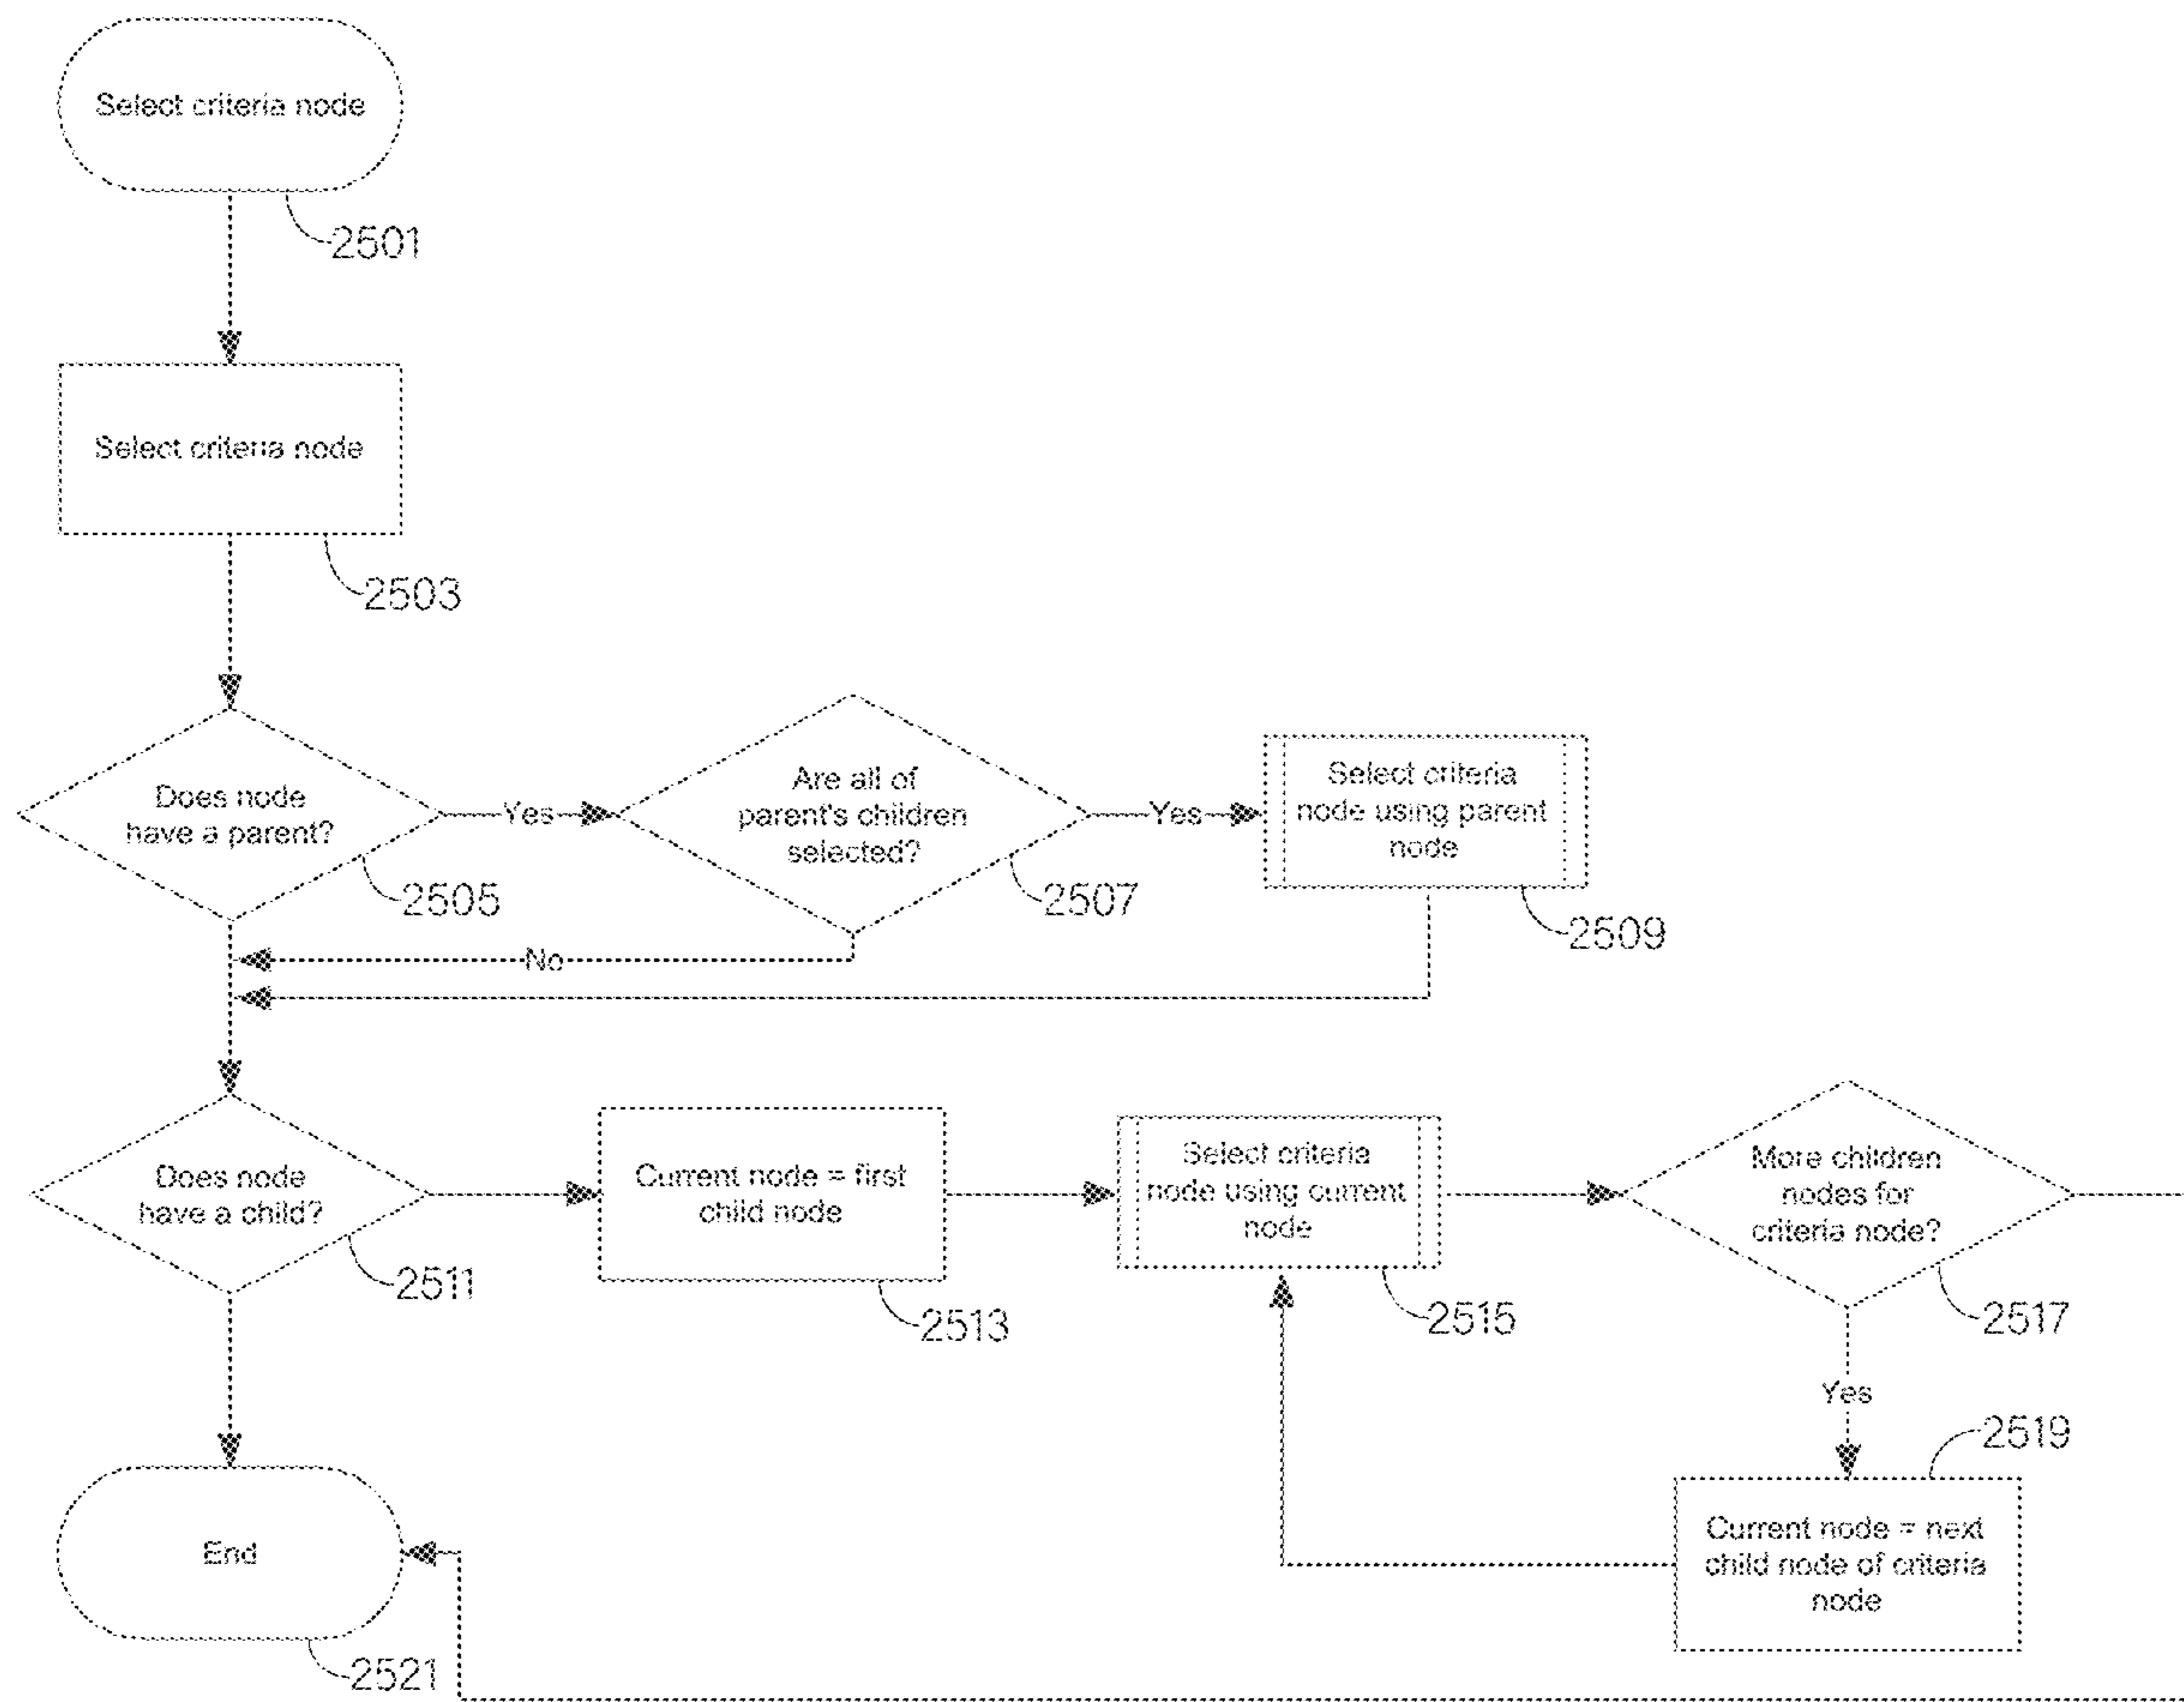 Select criteria node
2501
Select criteria node
2503
Does node
have a parent?
2505
Yes
Are all of
parent's children
selected?
2507
Yes
Select criteria
node using parent
node
2509
No
Does node
have a child?
2511
Current node = first
child node
2513
Select criteria
node using current
node
2515
More children
nodes for
criteria node?
2517
Yes
2519
Current node = next
child node of criteria
node
End
2521